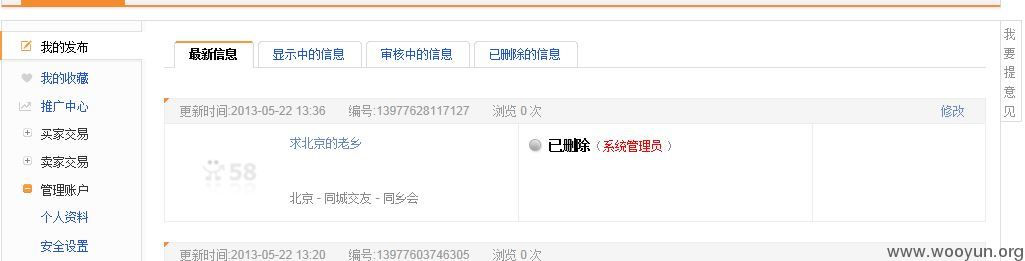 我的发布
我的收藏
推广中心
买家交易
卖家交易
管理账户
个人资料
安全设置
最新信息 显示中的信息 审核中的信息 已删除的信息
更新时间:2013-05-22 13:36 编号:13977628117127 浏览 0 次 修改
58
求北京的老乡
北京 - 同城交友 - 同乡会
已删除（系统管理员 ）
更新时间:2013-05-22 13:20 编号:13977603746305 浏览 0 次
我要提意见
www.wooyun.org